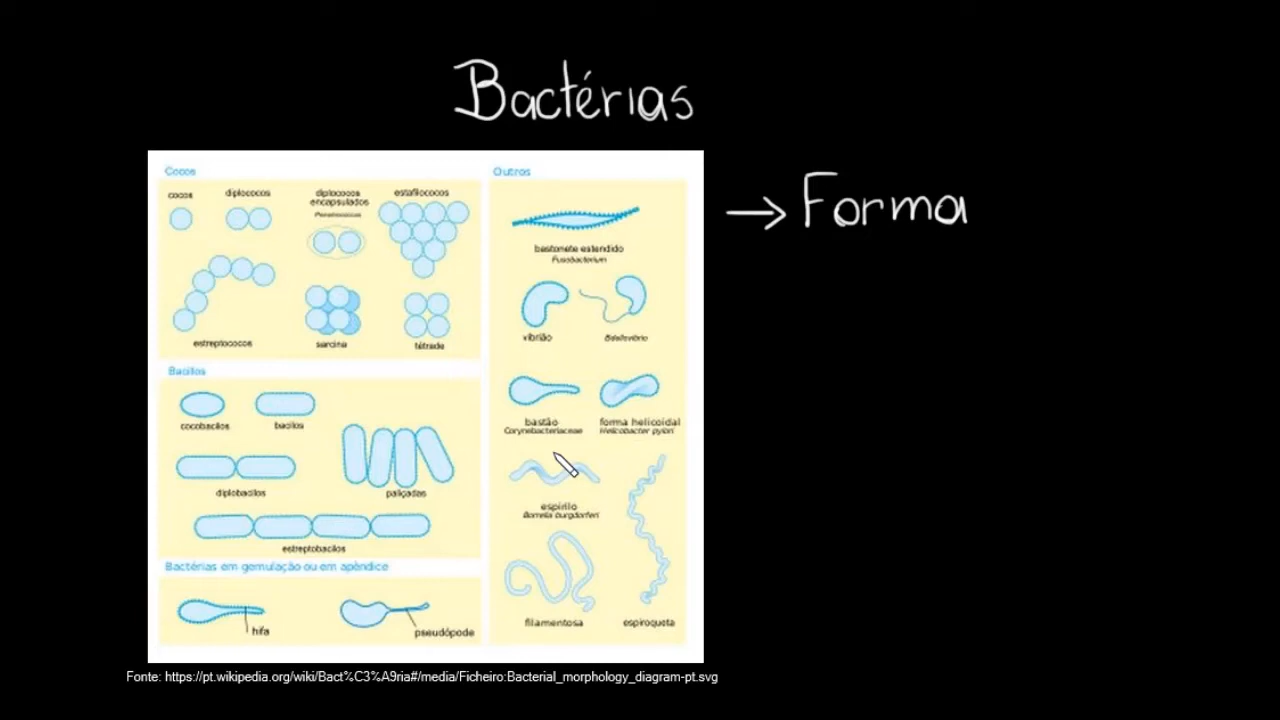 Bactérias
→ Forma
Cocos
cocos
diplococos
diplococos
encapsulados
Pneumococcus
estafilococos
estreptococos
sarcina
tétrade
Bacilos
cocobacilos
bacilos
diplobacilos
paliçadas
estreptobacilos
Bactérias em gemulação ou em apêndice
hifa
pseudópode
Outros
bastonete estendido
Fusobacterium
vibrião
Bdellovibrio
bastão
Corynebacteriaceae
forma helicoidal
Helicobacter pylori
espirilo
Borrelia burgdorferi
filamentosa
espiroqueta
Fonte: https://pt.wikipedia.org/wiki/Bact%C3%A9ria#/media/Ficheiro:Bacterial_morphology_diagram-pt.svg